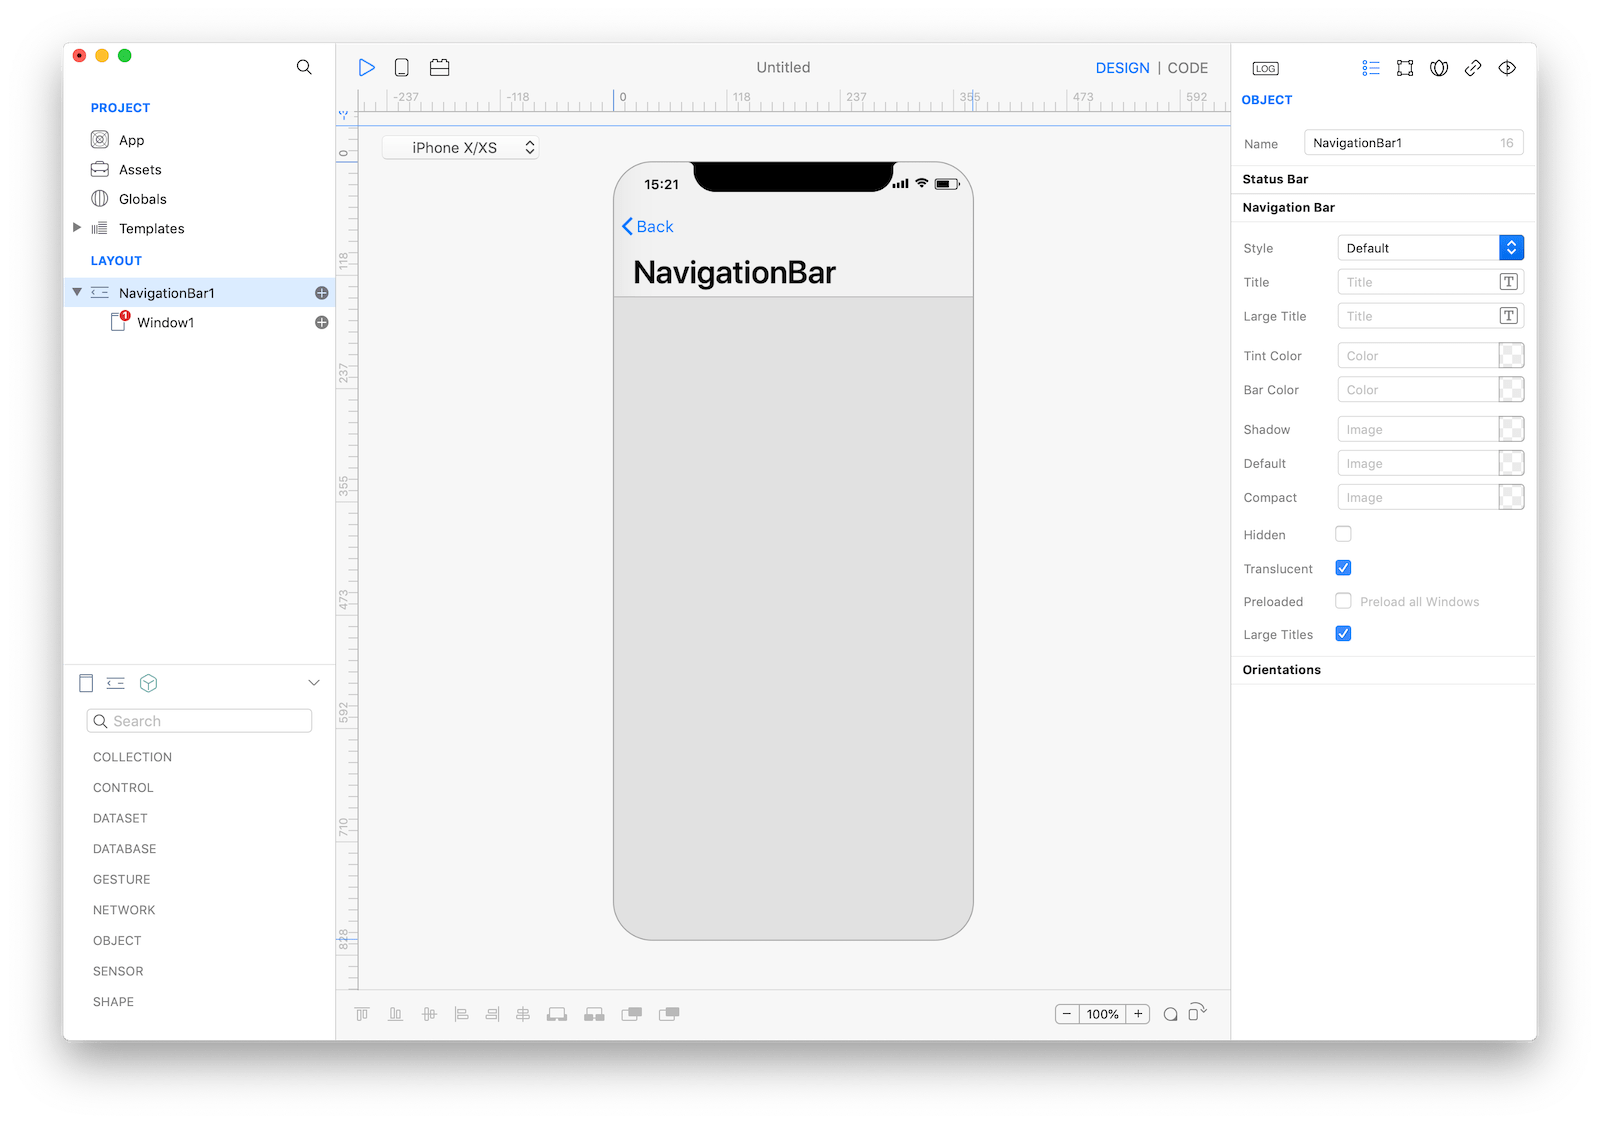 Untitled
DESIGN | CODE
LOG
PROJECT
App
Assets
Globals
Templates
LAYOUT
NavigationBar1
1
Window1
Search
COLLECTION
CONTROL
DATASET
DATABASE
GESTURE
NETWORK
OBJECT
SENSOR
SHAPE
-237
-118
0
118
237
355
473
592
0
118
237
355
473
592
710
828
iPhone X/XS
15:21
Back
NavigationBar
100%
OBJECT
Name NavigationBar1 16
Status Bar
Navigation Bar
Style Default
Title Title T
Large Title Title T
Tint Color Color
Bar Color Color
Shadow Image
Default Image
Compact Image
Hidden
Translucent
Preloaded Preload all Windows
Large Titles
Orientations